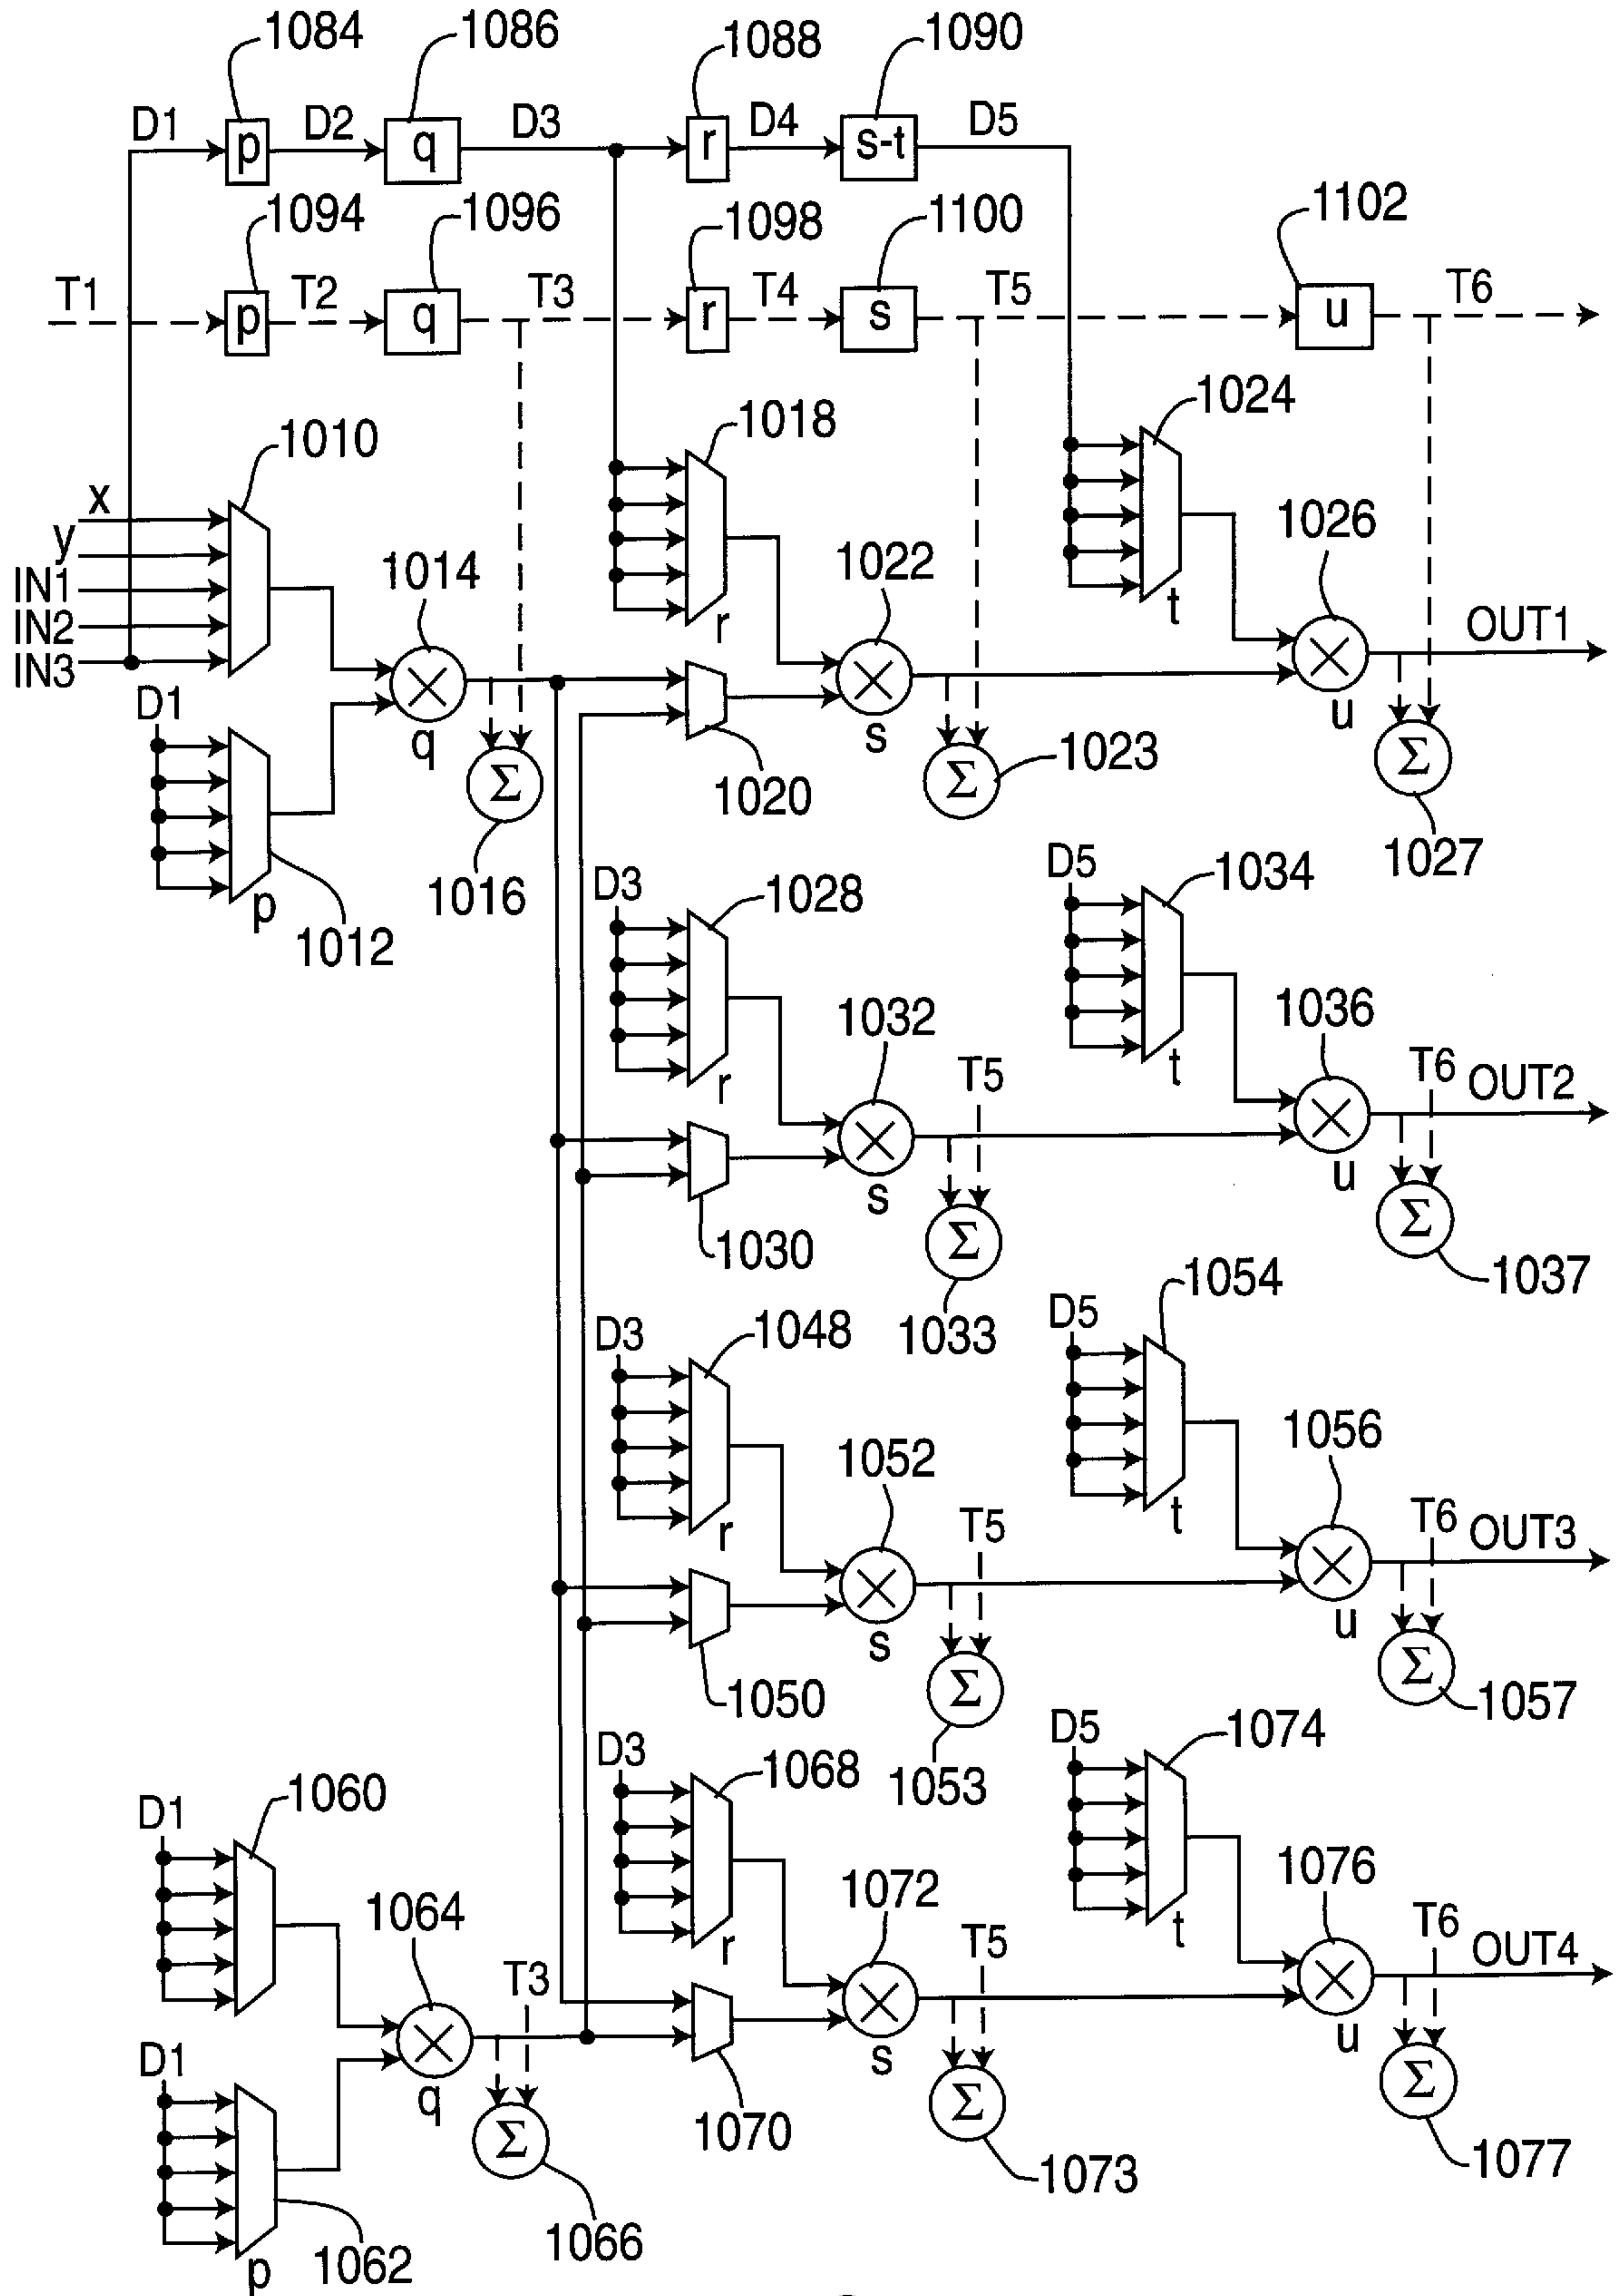 1084 1086 1088 1090
D1 p D2 q D3 r D4 s-t D5
1094 1096 1098 1100 1102
T1 p T2 q T3 r T4 s T5 u T6
1010 1018 1024
x
y
IN1
IN2
IN3
1014 1022 1026
r t
OUT1
D1
q s u
Σ 1016
1020
Σ 1023
Σ 1027
p 1012
D3 1028 D5 1034
1032 1036
r t
T5 T6 OUT2
s u
1030
Σ 1033
Σ 1037
D3 1048 D5 1054
1052 1056
r t
T5 T6 OUT3
s u
1050
Σ 1053
Σ 1057
D1 1060
D3 1068 D5 1074
1064 1072 1076
r t
T3 T5 T6 OUT4
q s u
D1
1070
Σ 1066
Σ 1073
Σ 1077
p 1062